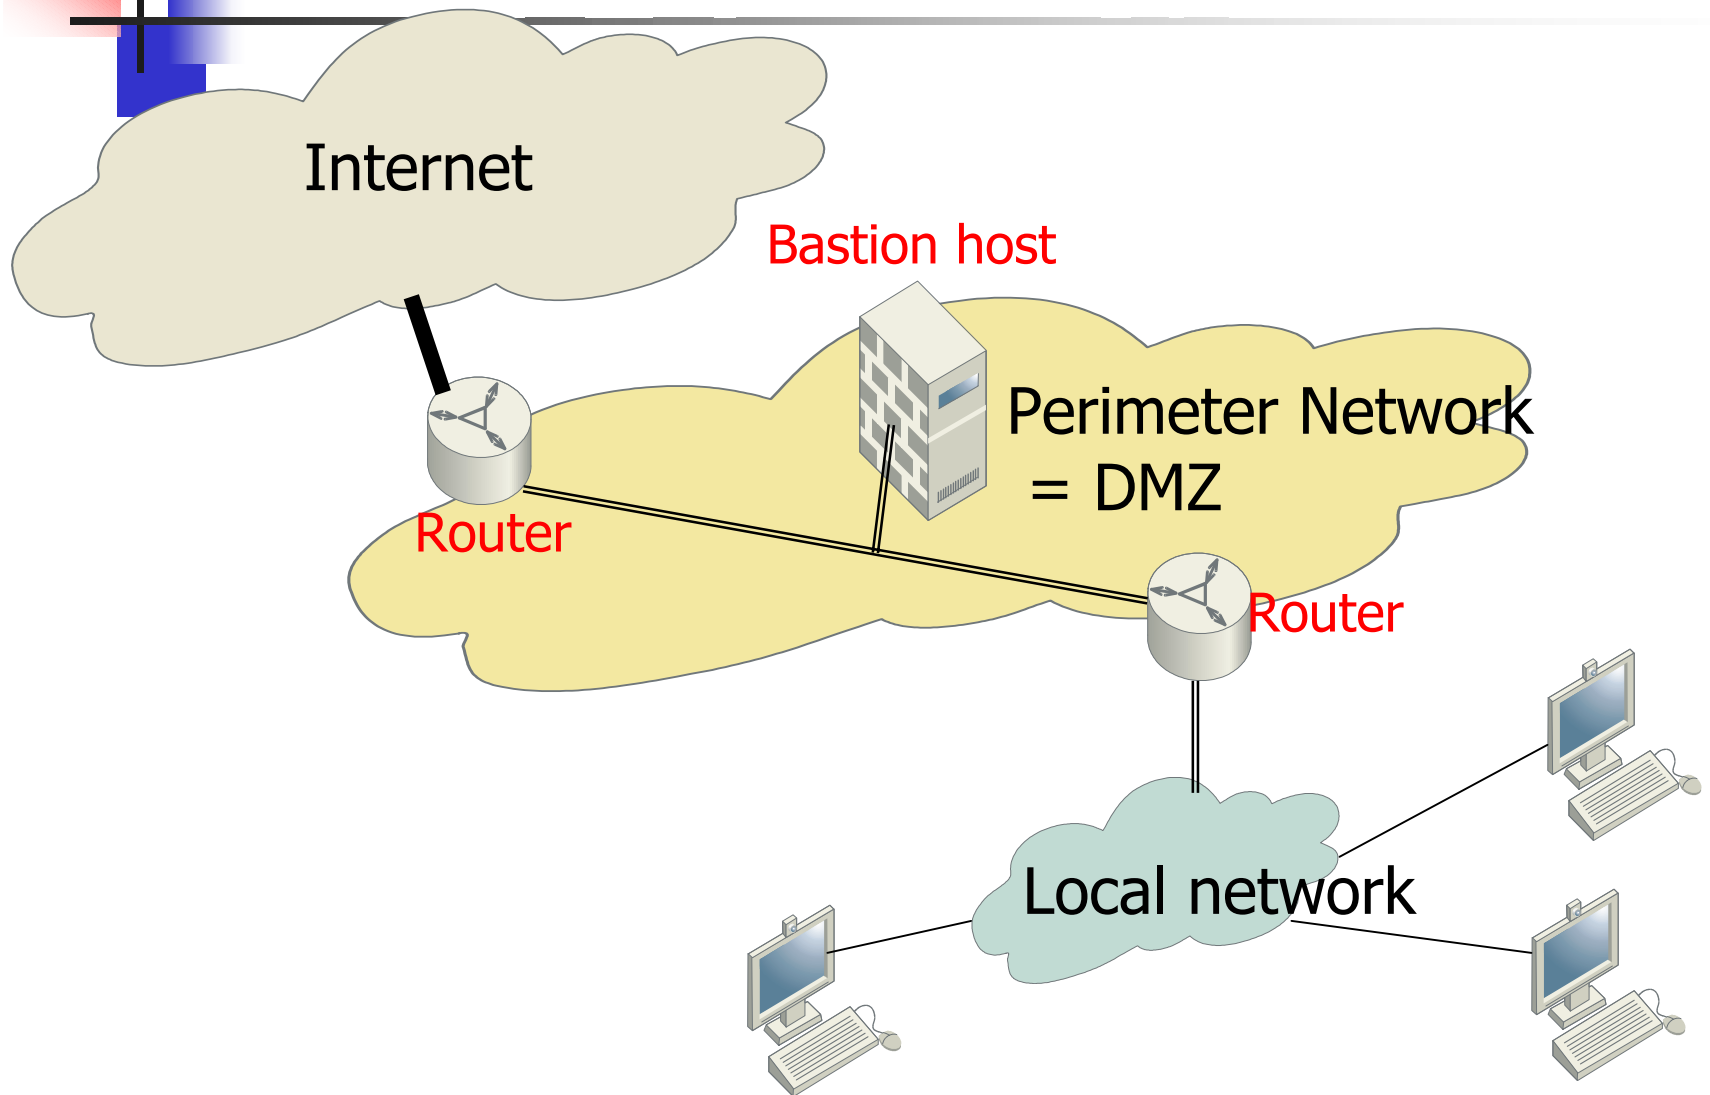 Internet
Bastion host
Perimeter Network
= DMZ
Router
Router
Local network